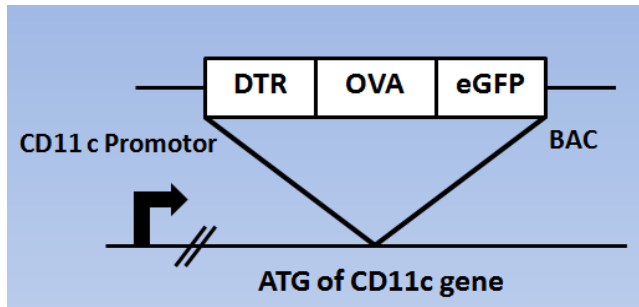 DTR OVA eGFP
CD11 c Promotor
BAC
ATG of CD11c gene